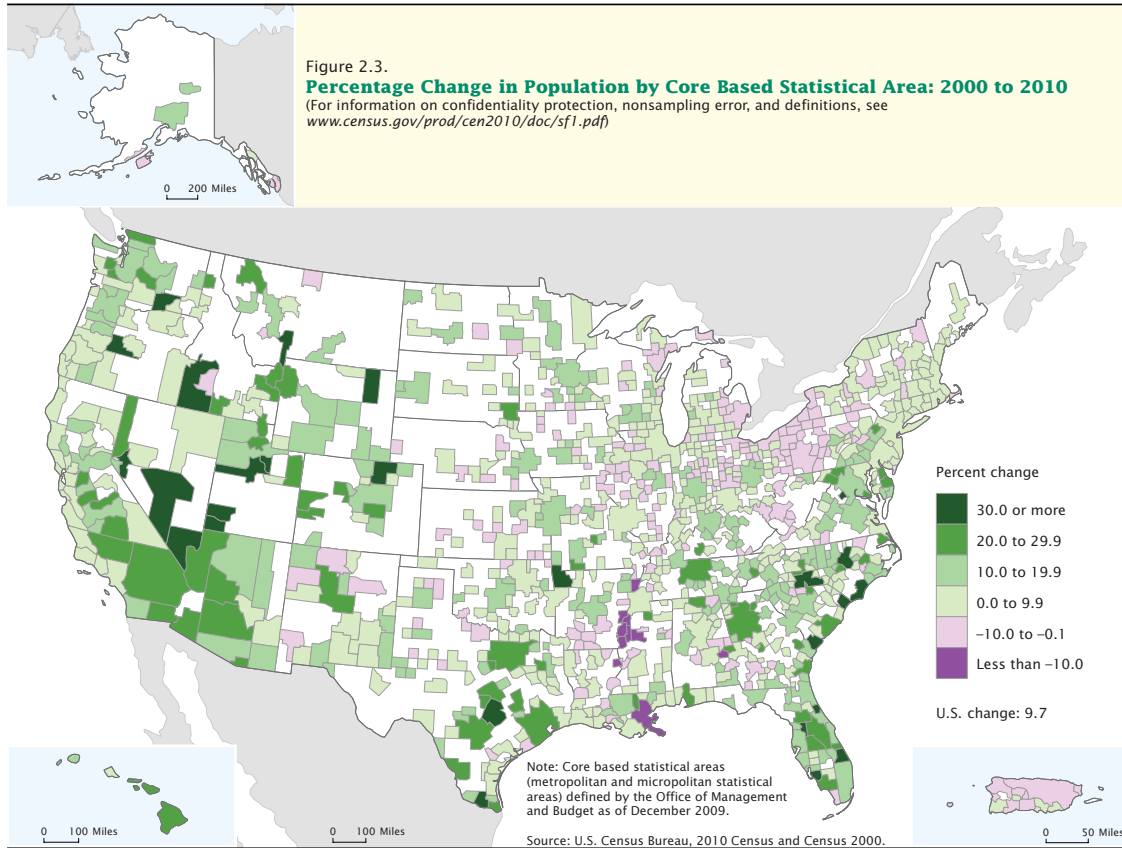 Figure 2.3.
Percentage Change in Population by Core Based Statistical Area: 2000 to 2010
(For information on confidentiality protection, nonsampling error, and definitions, see
www.census.gov/prod/cen2010/doc/sf1.pdf)
0 200 Miles
Percent change
30.0 or more
20.0 to 29.9
10.0 to 19.9
0.0 to 9.9
–10.0 to –0.1
Less than –10.0
U.S. change: 9.7
Note: Core based statistical areas
(metropolitan and micropolitan statistical
areas) defined by the Office of Management
and Budget as of December 2009.
0 100 Miles
0 100 Miles
0 50 Miles
Source: U.S. Census Bureau, 2010 Census and Census 2000.